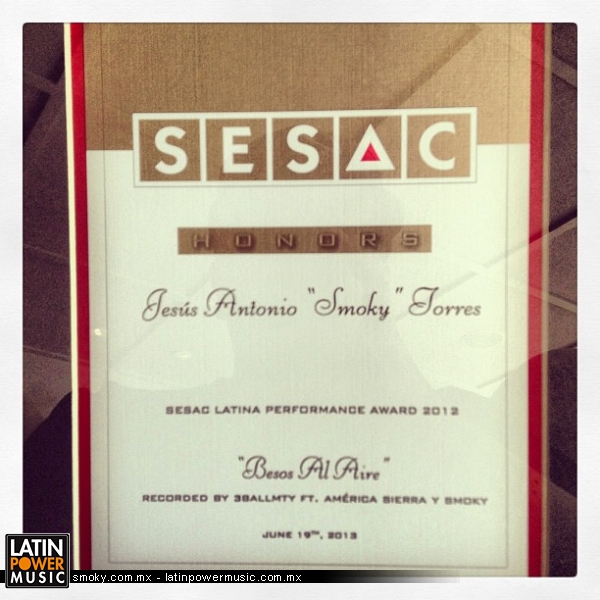 SESAC
HONORS
Jesús Antonio "Smoky" Torres
SESAC LATINA PERFORMANCE AWARD 2012
"Besos Al Aire"
RECORDED BY 3BALLMTY FT. AMÉRICA SIERRA Y SMOKY
JUNE 19TH, 2013
LATIN
POWER
MUSIC
smoky.com.mx - latinpowermusic.com.mx